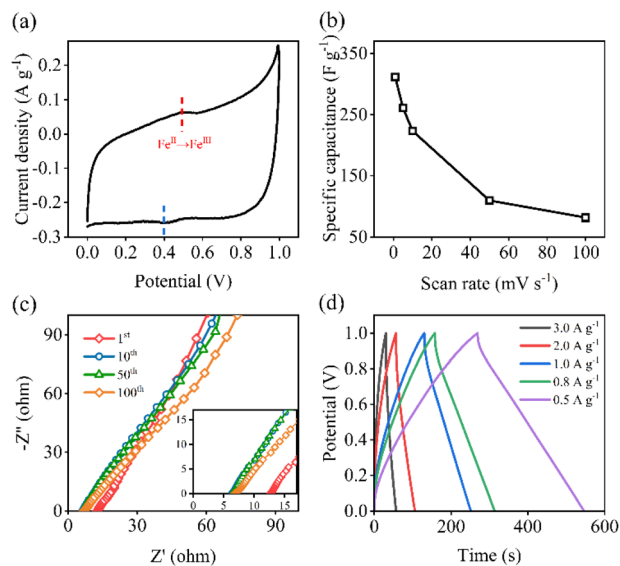 (a)
Current density (A g⁻¹)
0.2
0.1
0.0
-0.1
-0.2
-0.3
Feᴵᴵ→Feᴵᴵᴵ
0.0 0.2 0.4 0.6 0.8 1.0
Potential (V)
(b)
Specific capacitance (F g⁻¹)
350
250
150
50
0 20 40 60 80 100
Scan rate (mV s⁻¹)
(c)
-Z" (ohm)
90
60
30
0
1ˢᵗ
10ᵗʰ
50ᵗʰ
100ᵗʰ
15
10
5
0
0 5 10 15
0 30 60 90
Z' (ohm)
(d)
Potential (V)
1.0
0.8
0.6
0.4
0.2
0.0
3.0 A g⁻¹
2.0 A g⁻¹
1.0 A g⁻¹
0.8 A g⁻¹
0.5 A g⁻¹
0 200 400 600
Time (s)